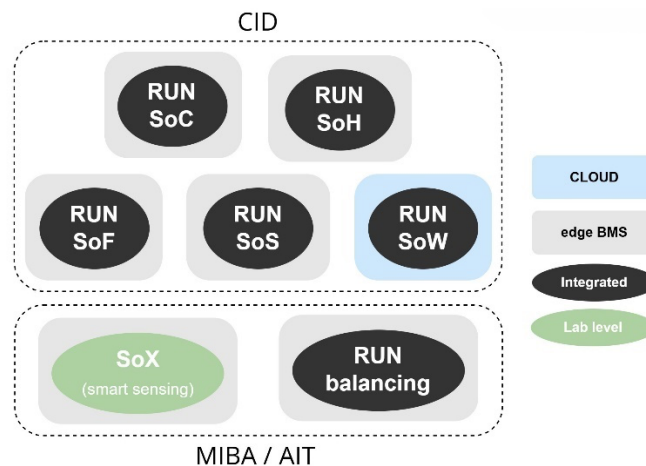 CID
RUN
SoC
RUN
SoH
RUN
SoF
RUN
SoS
RUN
SoW
SoX
(smart sensing)
RUN
balancing
MIBA / AIT
CLOUD
edge BMS
Integrated
Lab level